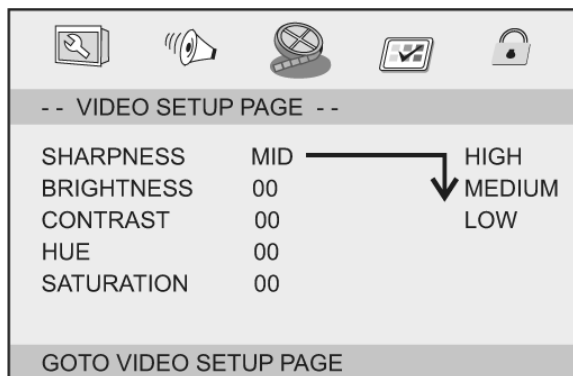 -- VIDEO SETUP PAGE --
SHARPNESS MID HIGH
BRIGHTNESS 00 MEDIUM
CONTRAST 00 LOW
HUE 00
SATURATION 00
GOTO VIDEO SETUP PAGE